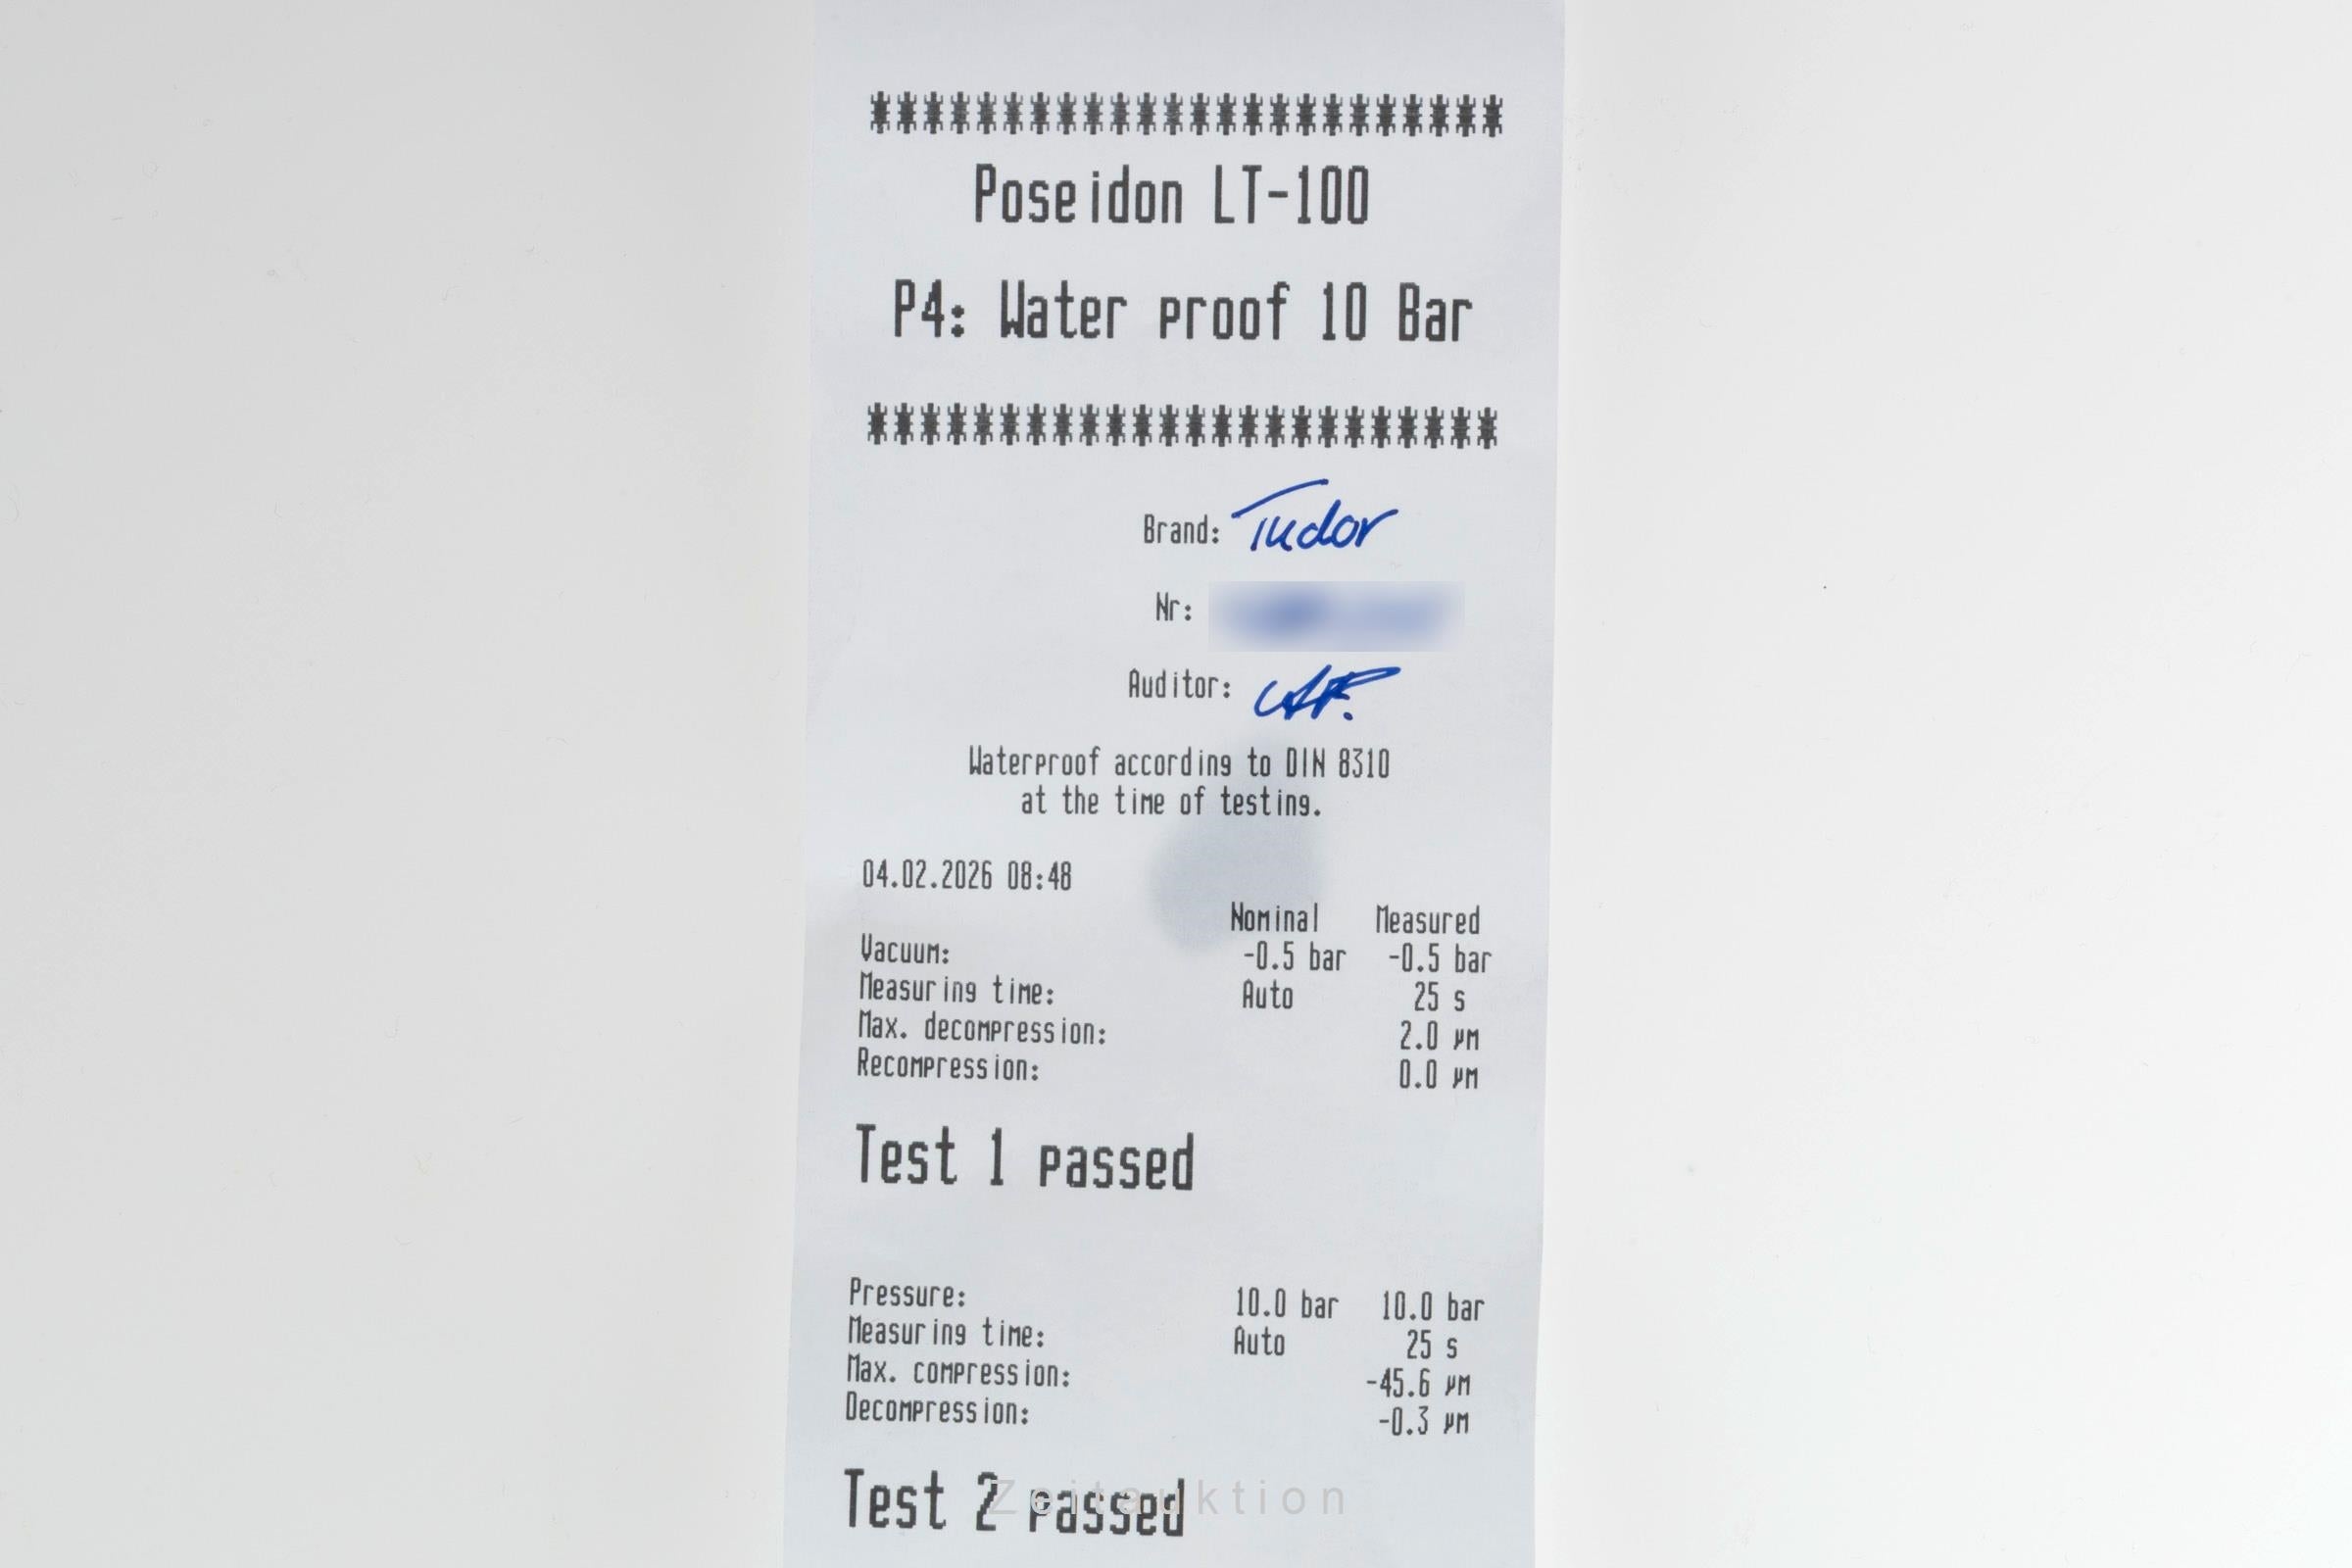 ************************
Poseidon LT-100
P4: Water proof 10 Bar
************************
Brand: Tudor
Nr:
Auditor:
Waterproof according to DIN 8310
at the time of testing.
04.02.2026 08:48
Nominal Measured
Vacuum: -0.5 bar -0.5 bar
Measuring time: Auto 25 s
Max. decompression: 2.0 µm
Recompression: 0.0 µm
Test 1 passed
Pressure: 10.0 bar 10.0 bar
Measuring time: Auto 25 s
Max. compression: -45.6 µm
Decompression: -0.3 µm
Test 2 passed
Zeitauktion